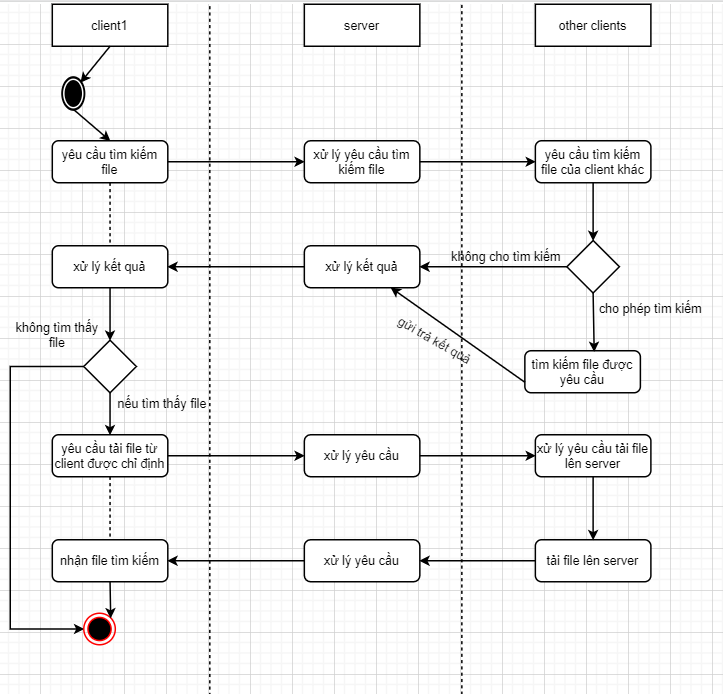 client1
server
other clients
yêu cầu tìm kiếm
file
xử lý yêu cầu tìm
kiếm file
yêu cầu tìm kiếm
file của client khác
xử lý kết quả
xử lý kết quả
không cho tìm kiếm
cho phép tìm kiếm
gửi trả kết quả
không tìm thấy
file
tìm kiếm file được
yêu cầu
nếu tìm thấy file
yêu cầu tải file từ
client được chỉ định
xử lý yêu cầu
xử lý yêu cầu tải file
lên server
nhận file tìm kiếm
xử lý yêu cầu
tải file lên server